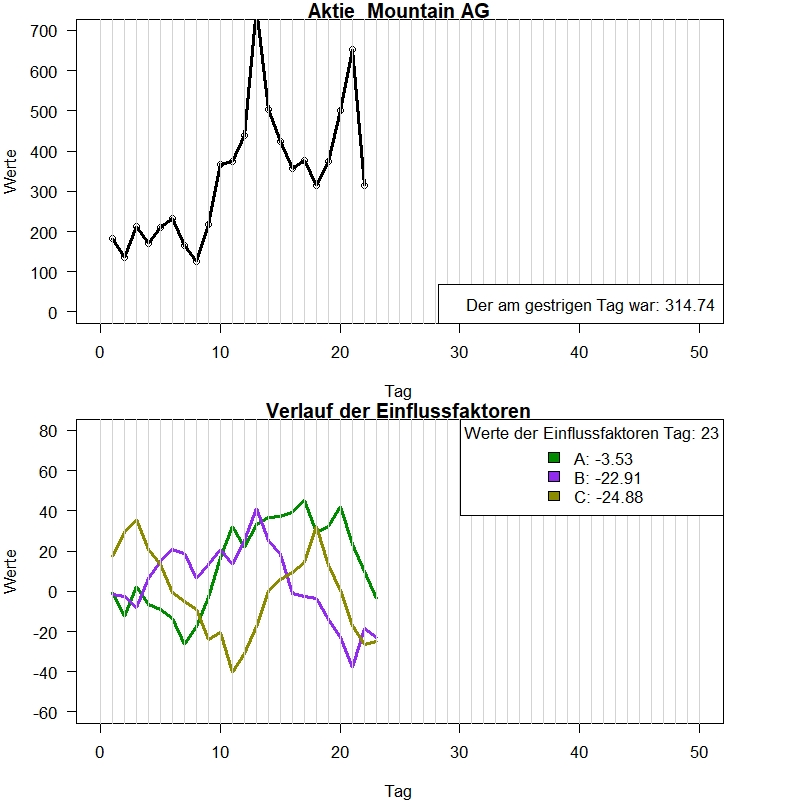 Aktie  Mountain AG
Werte
700
600
500
400
300
200
100
0
Der am gestrigen Tag war: 314.74
0 10 20 30 40 50
Tag
Verlauf der Einflussfaktoren
Werte
80
60
40
20
0
-20
-40
-60
Werte der Einflussfaktoren Tag: 23
A: -3.53
B: -22.91
C: -24.88
0 10 20 30 40 50
Tag